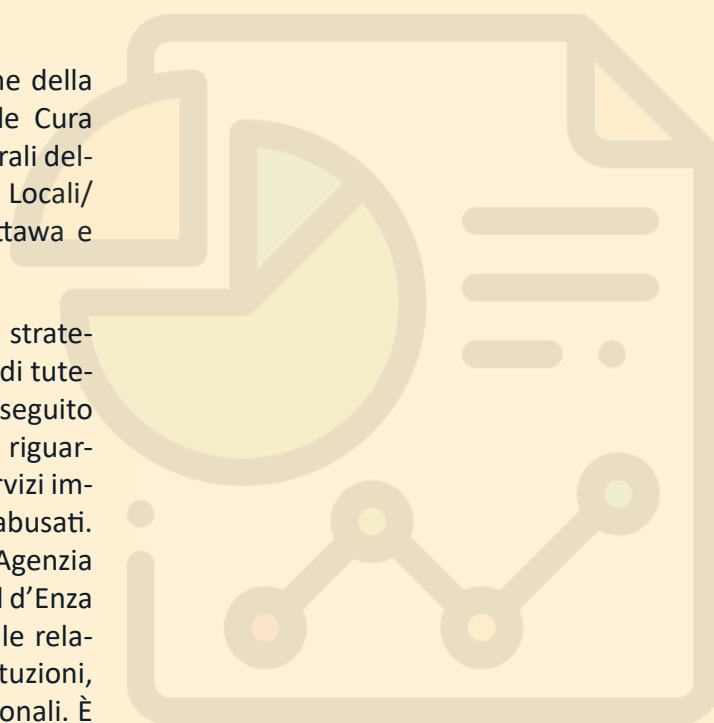 ne della
le Cura
rali del-
Locali/
ttawa e
strate-
di tute-
seguito
riguar-
rvizi im-
abusati.
Agenzia
l d’Enza
le rela-
tuzioni,
onali. È